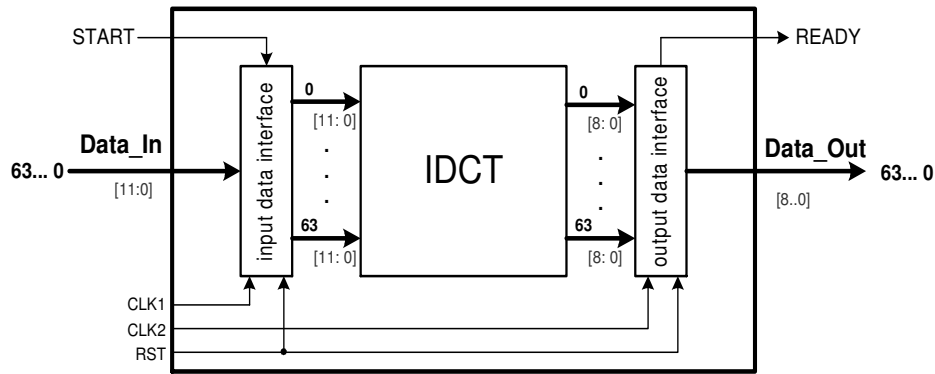 START
READY
input data interface
0
[11: 0]
IDCT
0
[8: 0]
output data interface
Data_In
63... 0
[11:0]
.
.
.
.
.
.
Data_Out
63... 0
[8..0]
63
[11: 0]
63
[8: 0]
CLK1
CLK2
RST